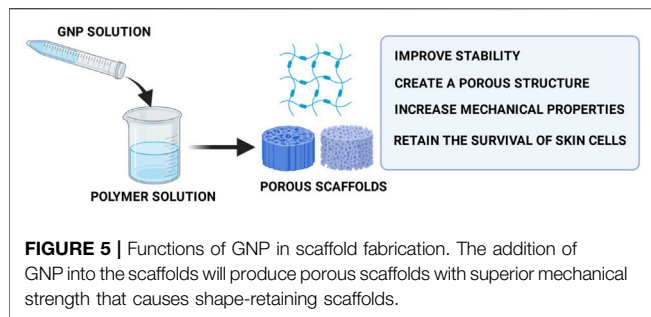 GNP SOLUTION
POLYMER SOLUTION
POROUS SCAFFOLDS
IMPROVE STABILITY
CREATE A POROUS STRUCTURE
INCREASE MECHANICAL PROPERTIES
RETAIN THE SURVIVAL OF SKIN CELLS
FIGURE 5 | Functions of GNP in scaffold fabrication. The addition of
GNP into the scaffolds will produce porous scaffolds with superior mechanical
strength that causes shape-retaining scaffolds.